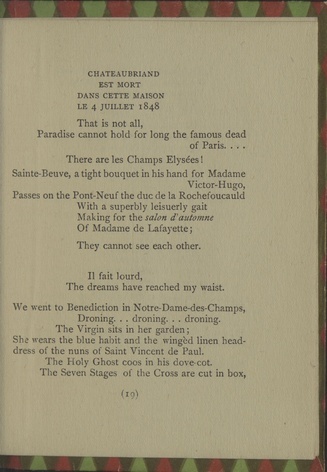 CHATEAUBRIAND
EST MORT
DANS CETTE MAISON
LE 4 JUILLET 1848
That is not all,
Paradise cannot hold for long the famous dead
of Paris. . . .
There are les Champs Elysées!
Sainte-Beuve, a tight bouquet in his hand for Madame
Victor-Hugo,
Passes on the Pont-Neuf the duc de la Rochefoucauld
With a superbly leisurely gait
Making for the salon d'automne
Of Madame de Lafayette;
They cannot see each other.
Il fait lourd,
The dreams have reached my waist.
We went to Benediction in Notre-Dame-des-Champs,
Droning. . . droning. . . droning.
The Virgin sits in her garden;
She wears the blue habit and the wingèd linen head-
dress of the nuns of Saint Vincent de Paul.
The Holy Ghost coos in his dove-cot.
The Seven Stages of the Cross are cut in box,
(19)